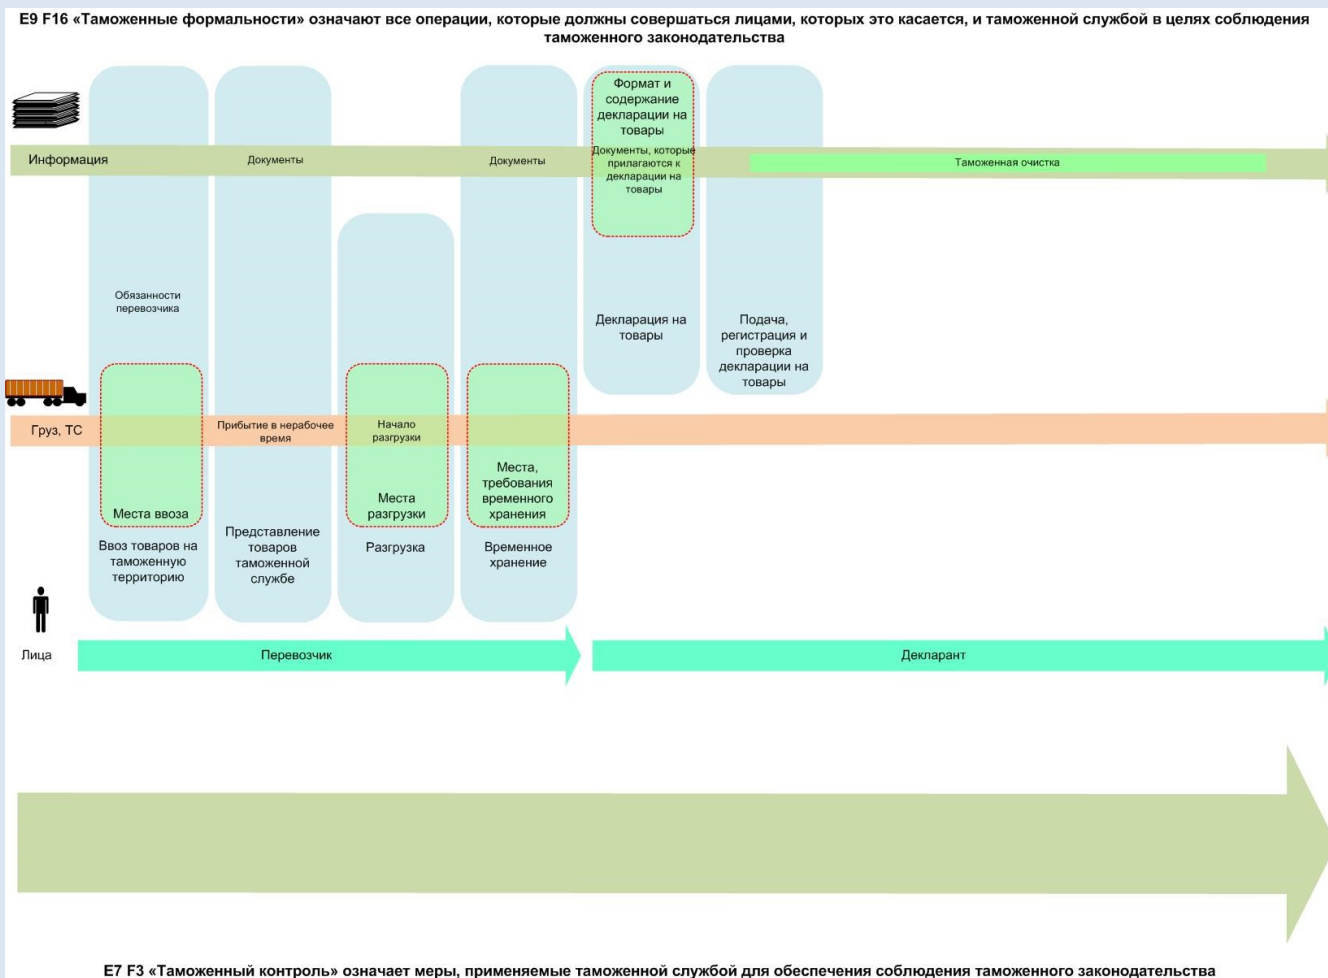 E9 F16 «Таможенные формальности» означают все операции, которые должны совершаться лицами, которых это касается, и таможенной службой в целях соблюдения
таможенного законодательства
Формат и
содержание
декларации на
товары
Информация
Документы
Документы
Документы, которые
прилагаются к
декларации на
товары
Таможенная очистка
Обязанности
перевозчика
Декларация на
товары
Подача,
регистрация и
проверка
декларации на
товары
Груз, ТС
Прибытие в нерабочее
время
Начало
разгрузки
Места ввоза
Места
разгрузки
Места,
требования
временного
хранения
Ввоз товаров на
таможенную
территорию
Представление
товаров
таможенной
службе
Разгрузка
Временное
хранение
Лица
Перевозчик
Декларант
E7 F3 «Таможенный контроль» означает меры, применяемые таможенной службой для обеспечения соблюдения таможенного законодательства